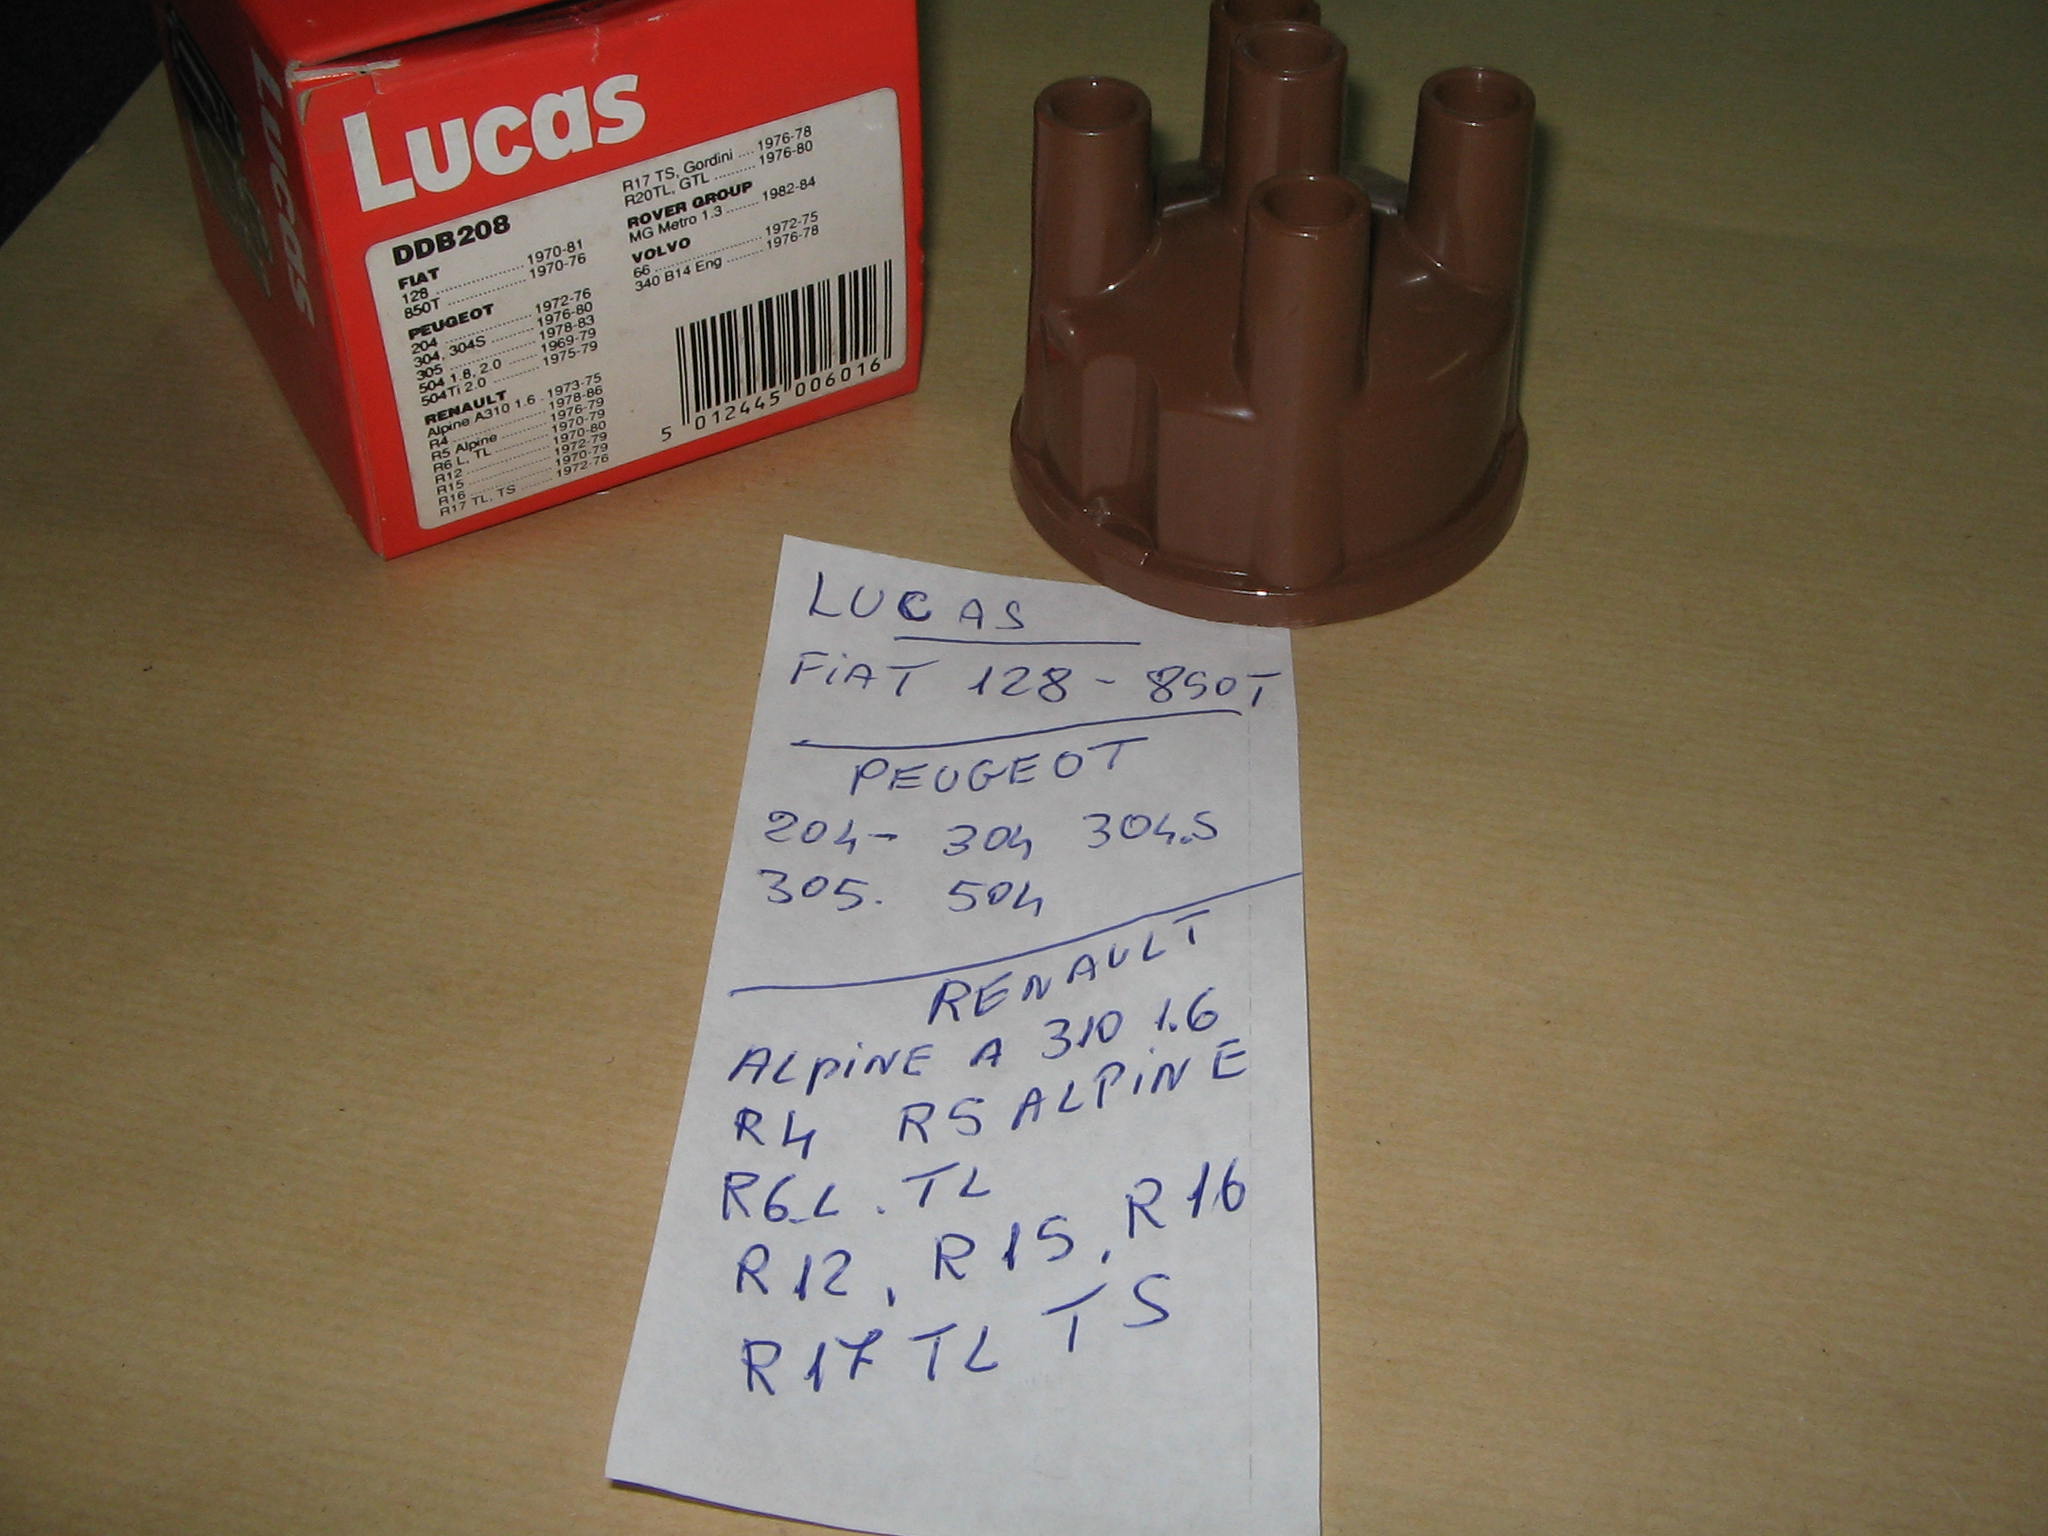 Lucas
Lucas
DDB208
FIAT
128 ............ 1970-81
850T ............ 1970-76
PEUGEOT
204 ............ 1972-76
304, 304S ........ 1976-80
305 ............ 1978-83
504 1.8, 2.0 ..... 1969-79
504Ti 2.0 ........ 1975-79
RENAULT
Alpine A310 1.6 . 1973-75
R4 ............ 1978-86
R5 Alpine ........ 1976-79
R6 L, TL ........ 1970-79
R12 ............ 1970-80
R15 ............ 1972-79
R16 ............ 1970-79
R17 TL, TS ....... 1972-76
R17 TS, Gordini .... 1976-78
R20TL, GTL .......... 1976-80
ROVER GROUP
MG Metro 1.3 ........ 1982-84
VOLVO
66 ............ 1972-75
340 B14 Eng ........ 1976-78
5 012445 006016
LUCAS
FiAT 128 - 850T
PEUGEOT
204- 304 304.S
305. 504
RENAULT
ALPiNE A 310 1.6
R4 R5 ALPiNE
R6.L . TL
R12, R15, R16
R17 TL TS